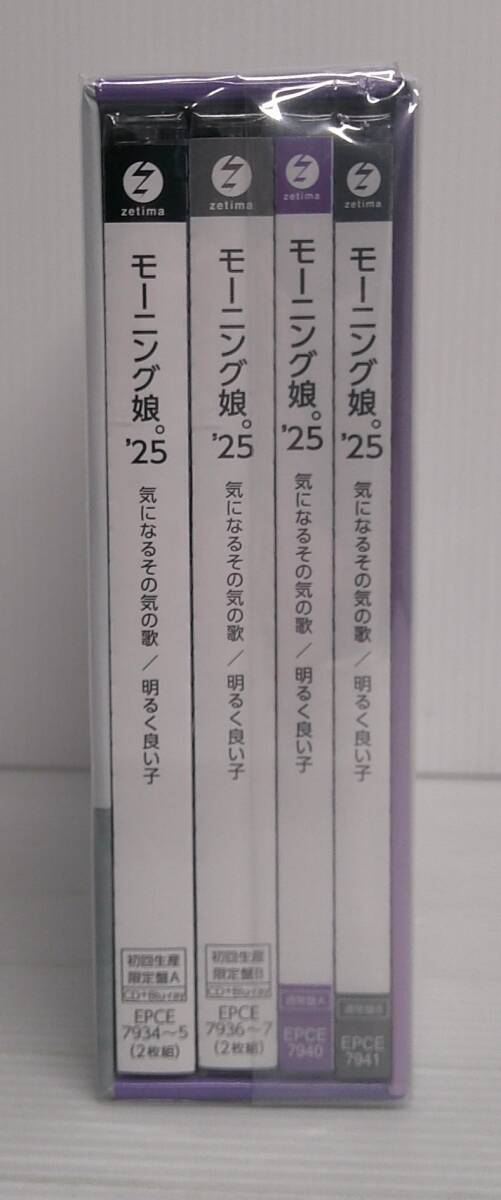 zetima
モーニング娘。'25
気になるその気の歌 / 明るく良い子
初回生産
限定盤A
CD+Blu-ray
EPCE
7934~5
(2枚組)
zetima
モーニング娘。'25
気になるその気の歌 / 明るく良い子
初回生産
限定盤B
CD+Blu-ray
EPCE
7936~7
(2枚組)
zetima
モーニング娘。'25
気になるその気の歌 / 明るく良い子
通常盤A
EPCE
7940
zetima
モーニング娘。'25
気になるその気の歌 / 明るく良い子
通常盤B
EPCE
7941